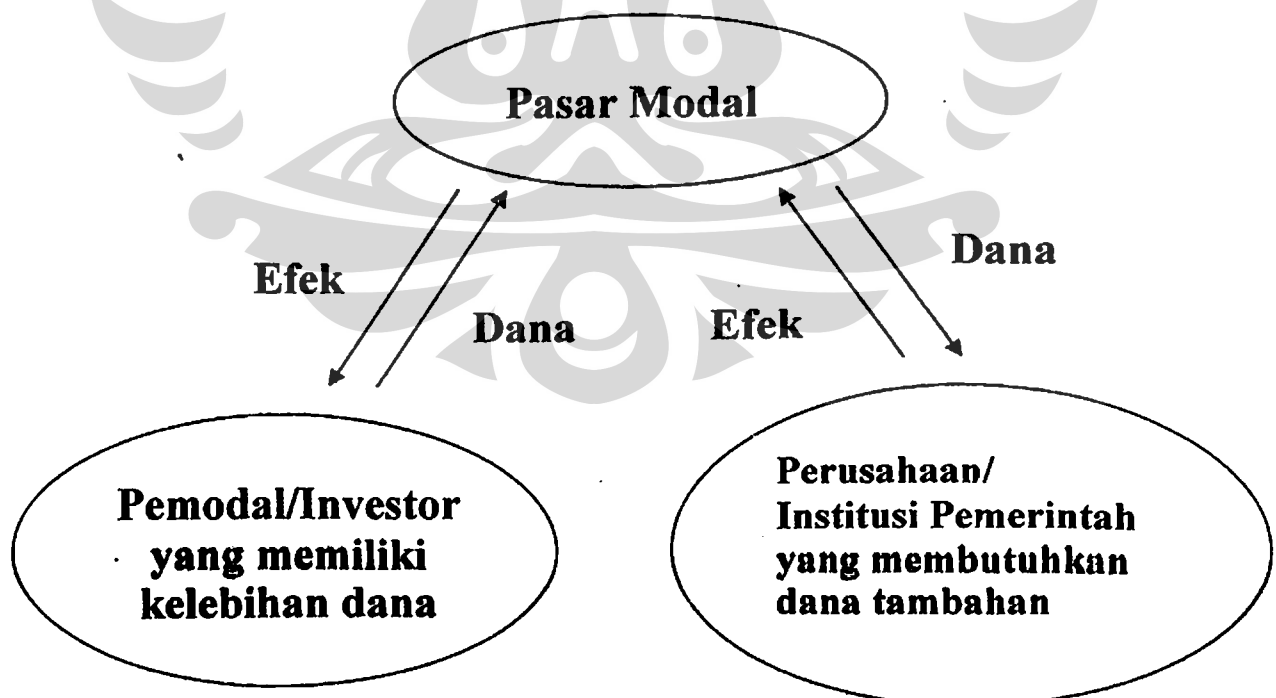 Pasar Modal
Efek
Dana
Efek
Dana
Pemodal/Investor
yang memiliki
kelebihan dana
Perusahaan/
Institusi Pemerintah
yang membutuhkan
dana tambahan